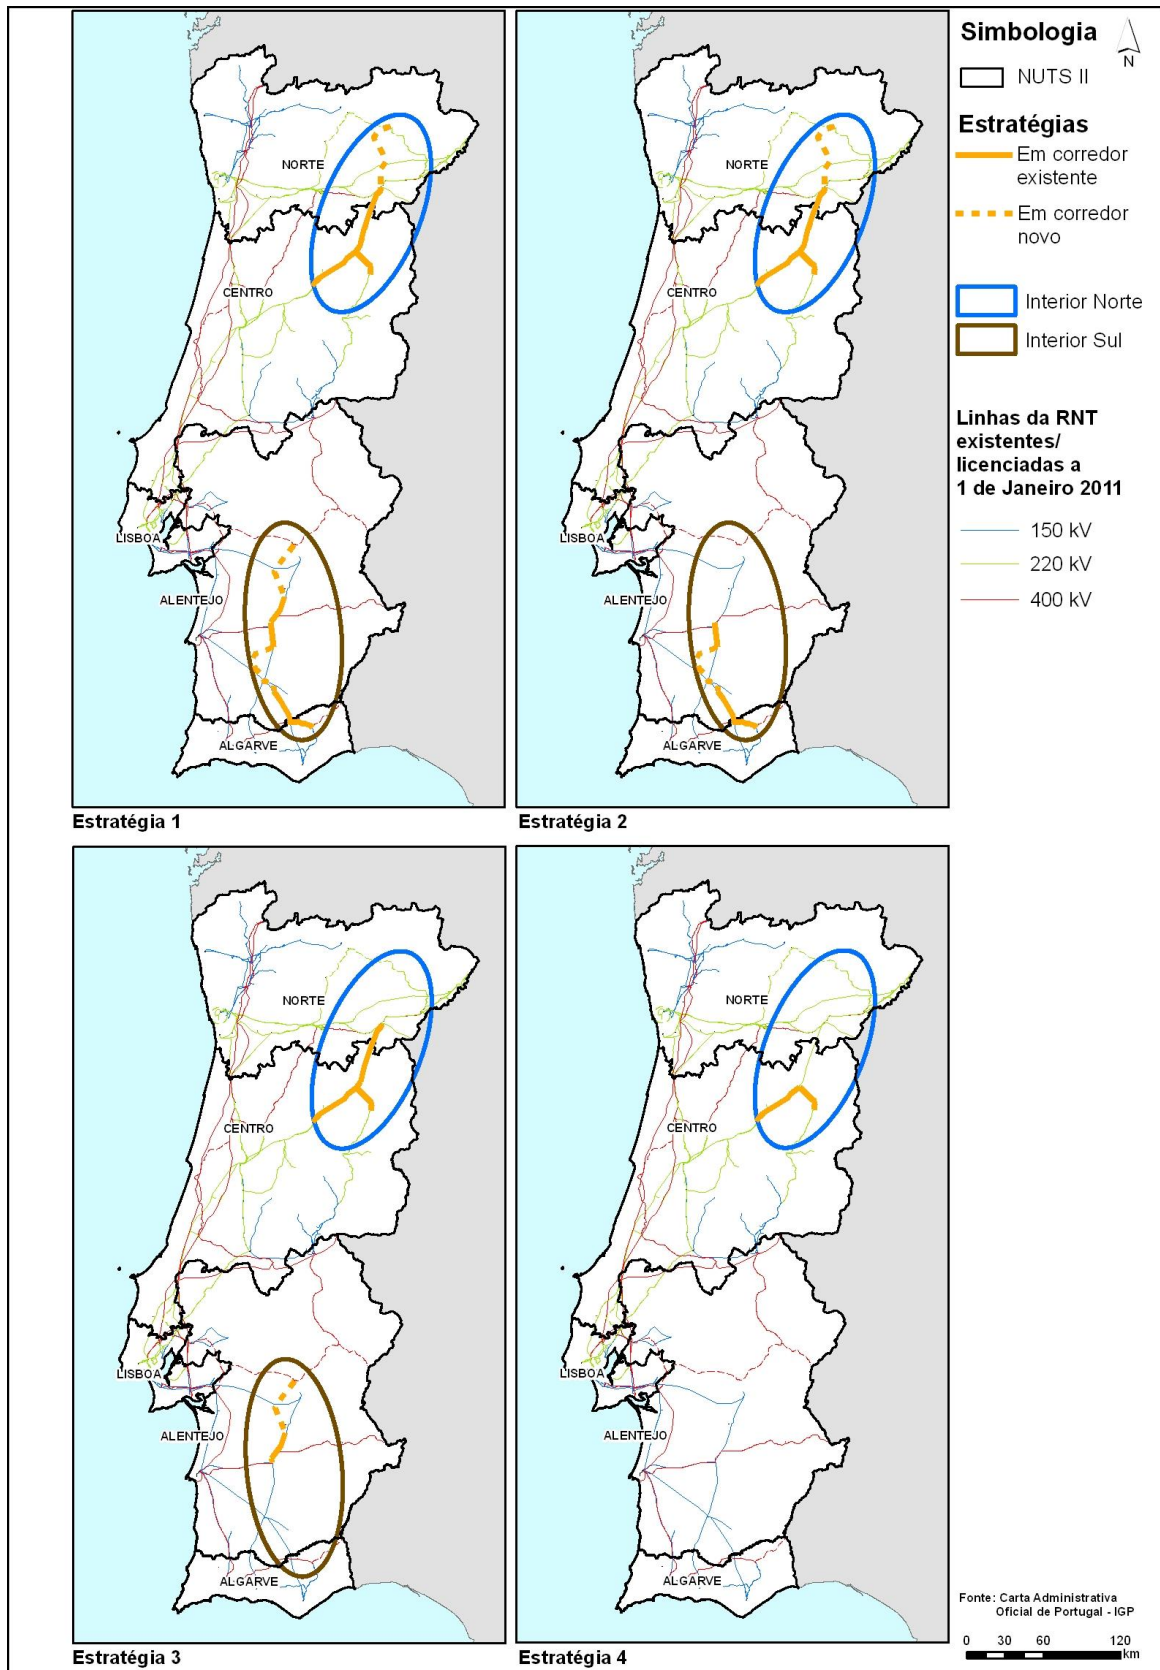 NORTE
CENTRO
LISBOA
ALENTEJO
ALGARVE
Estratégia 1
NORTE
CENTRO
LISBOA
ALENTEJO
ALGARVE
Estratégia 2
Simbologia
N
NUTS II
Estratégias
Em corredor
existente
Em corredor
novo
Interior Norte
Interior Sul
Linhas da RNT
existentes/
licenciadas a
1 de Janeiro 2011
150 kV
220 kV
400 kV
NORTE
CENTRO
LISBOA
ALENTEJO
ALGARVE
Estratégia 3
NORTE
CENTRO
LISBOA
ALENTEJO
ALGARVE
Estratégia 4
Fonte: Carta Administrativa
Oficial de Portugal - IGP
0 30 60 120
km